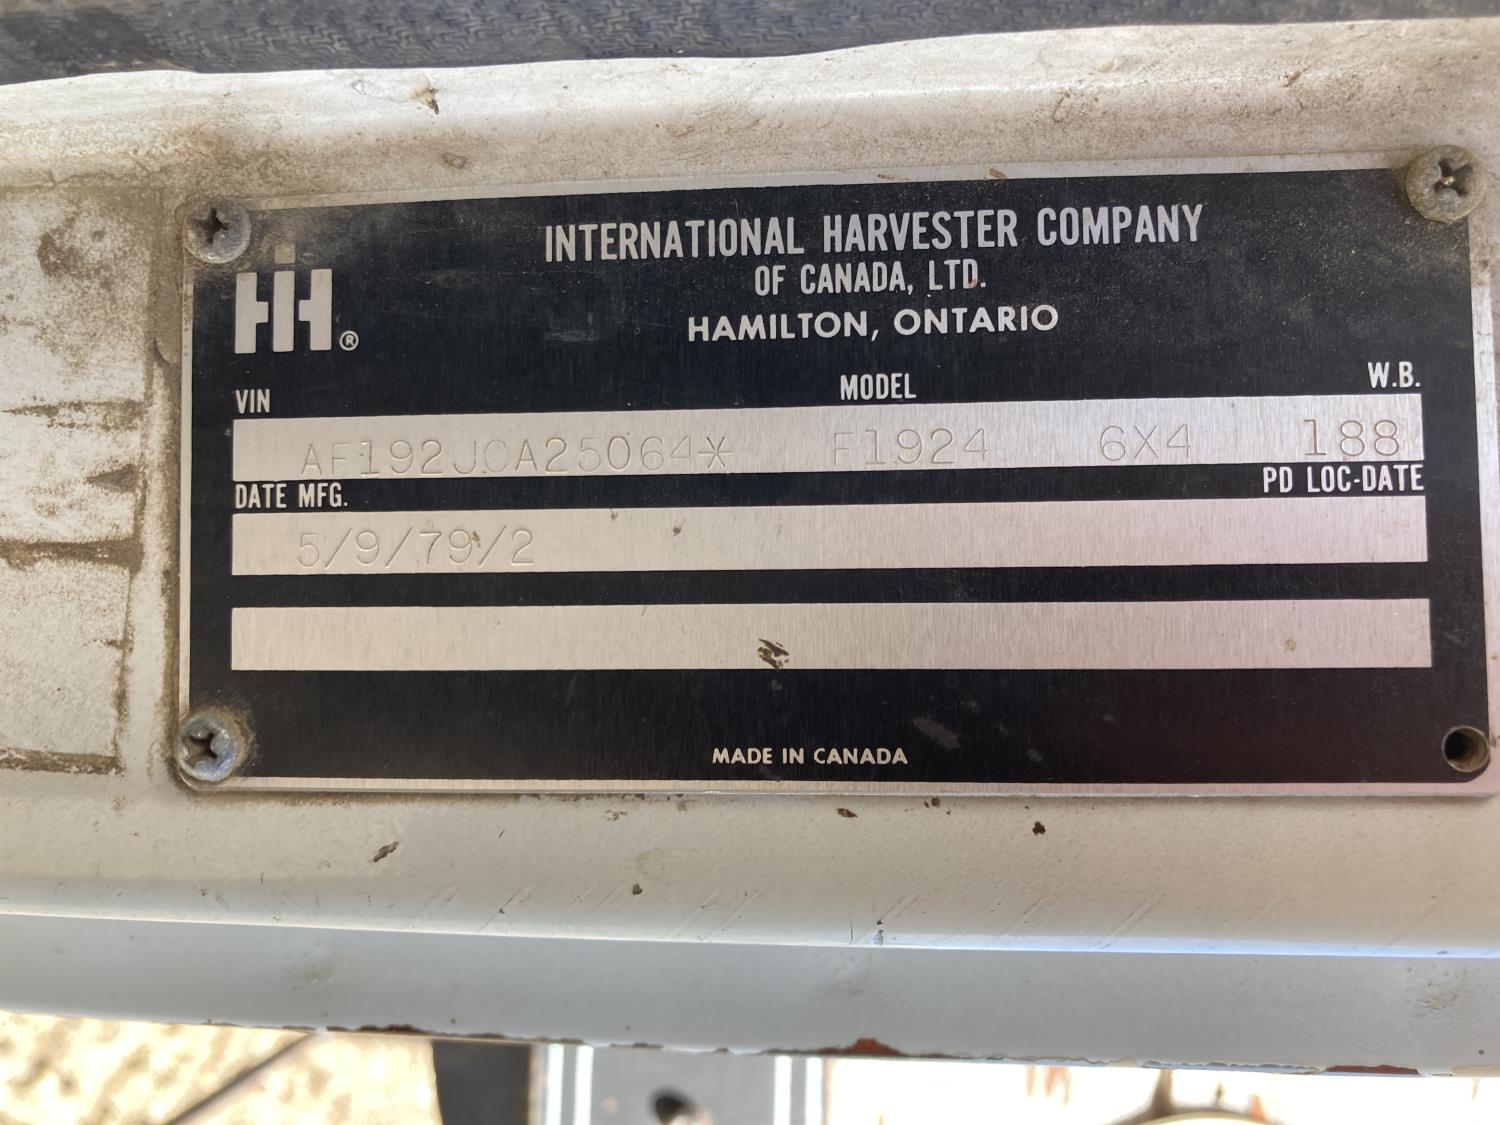 INTERNATIONAL HARVESTER COMPANY
OF CANADA, LTD.
HAMILTON, ONTARIO
IH ®
VIN MODEL W.B.
AF192JCA25064* F1924 6X4 188
DATE MFG. PD LOC-DATE
5/9/79/2
MADE IN CANADA